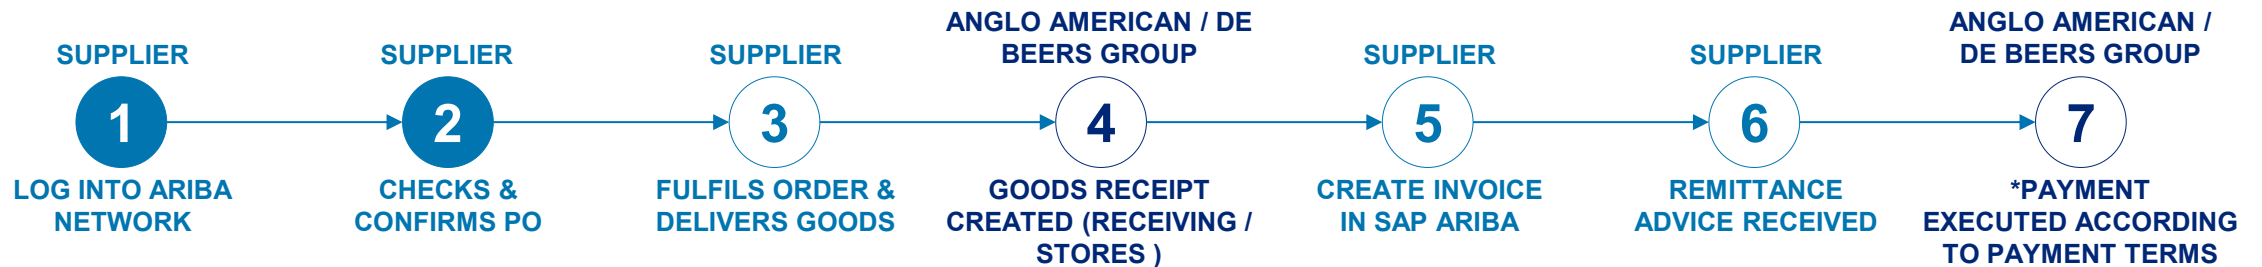 SUPPLIER
1
LOG INTO ARIBA
NETWORK
SUPPLIER
2
CHECKS &
CONFIRMS PO
SUPPLIER
3
FULFILS ORDER &
DELIVERS GOODS
ANGLO AMERICAN / DE
BEERS GROUP
4
GOODS RECEIPT
CREATED (RECEIVING /
STORES )
SUPPLIER
5
CREATE INVOICE
IN SAP ARIBA
SUPPLIER
6
REMITTANCE
ADVICE RECEIVED
ANGLO AMERICAN /
DE BEERS GROUP
7
*PAYMENT
EXECUTED ACCORDING
TO PAYMENT TERMS